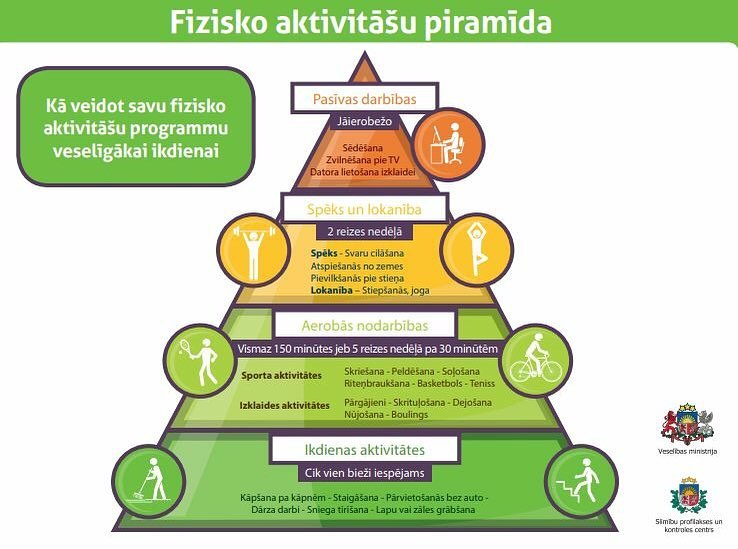 Fizisko aktivitāšu piramīda
Kā veidot savu fizisko
aktivitāšu programmu
veselīgākai ikdienai
Pasīvas darbības
Jāierobežo
Sēdēšana
Zvilnēšana pie TV
Datora lietošana izklaidei
Spēks un lokanība
2 reizes nedēļā
Spēks - Svaru cilāšana
Atspiešanās no zemes
Pievilkšanās pie stieņa
Lokanība – Stiepšanās, joga
Aerobās nodarbības
Vismaz 150 minūtes jeb 5 reizes nedēļā pa 30 minūtēm
Sporta aktivitātes
Skriešana - Peldēšana - Soļošana
Riteņbraukšana - Basketbols - Teniss
Izklaides aktivitātes
Pārgājieni - Skrituļošana - Dejošana
Nūjošana - Boulings
Ikdienas aktivitātes
Cik vien bieži iespējams
Kāpšana pa kāpnēm - Staigāšana - Pārvietošanās bez auto -
Dārza darbi - Sniega tīrīšana - Lapu vai zāles grābšana
Veselības ministrija
Slimību profilakses un
kontroles centrs